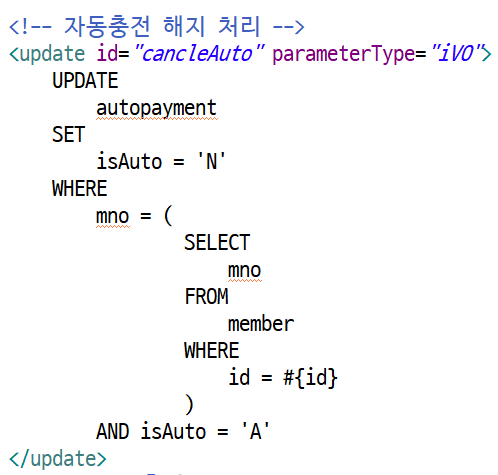 <!-- 자동충전 해지 처리 -->
<update id="cancleAuto" parameterType="iVO">
    UPDATE
        autopayment
    SET
        isAuto = 'N'
    WHERE
        mno = (
                SELECT
                    mno
                FROM
                    member
                WHERE
                    id = #{id}
                )
        AND isAuto = 'A'
</update>